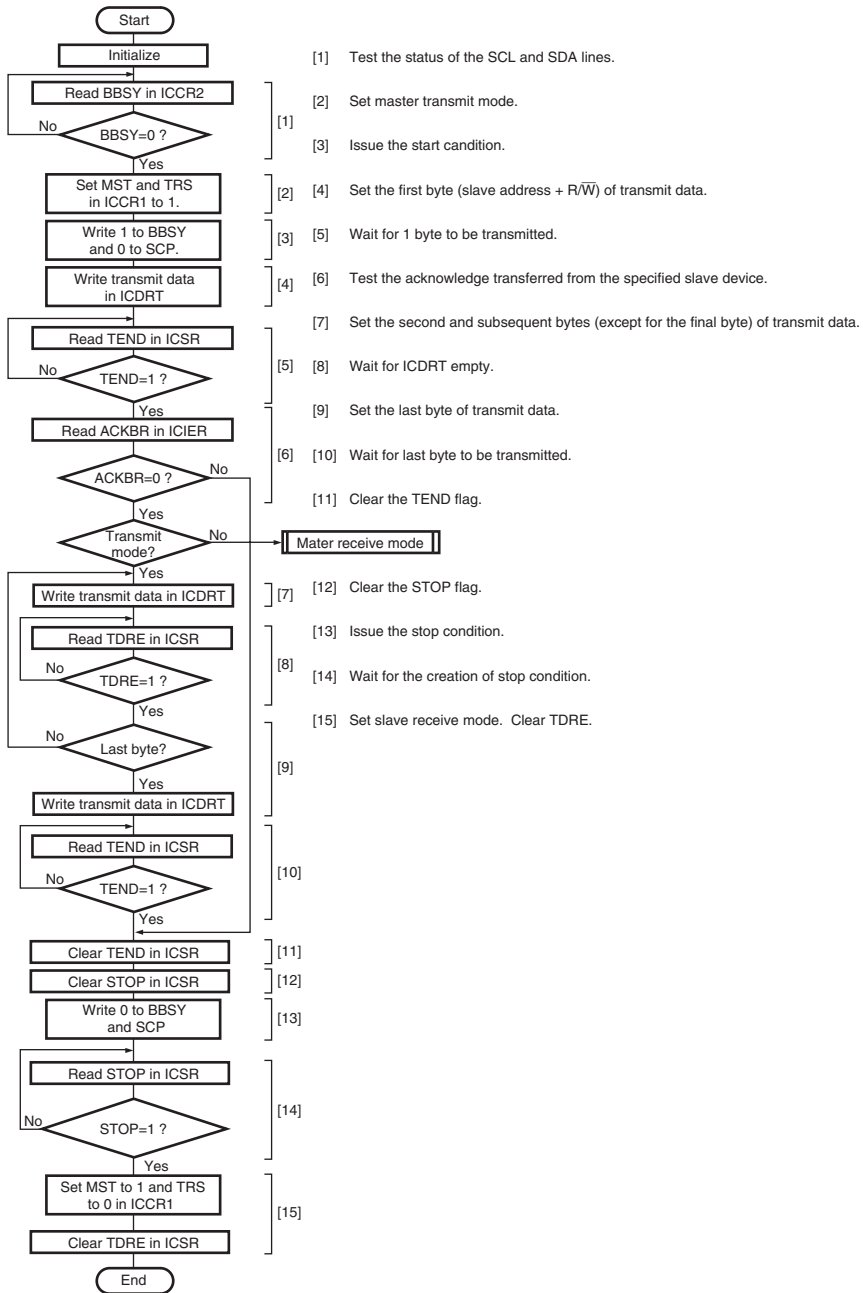 Start
Initialize
Read BBSY in ICCR2
No
BBSY=0 ?
[1]
Yes
Set MST and TRS
in ICCR1 to 1.
[2]
Write 1 to BBSY
and 0 to SCP.
[3]
Write transmit data
in ICDRT
[4]
Read TEND in ICSR
No
TEND=1 ?
[5]
Yes
Read ACKBR in ICIER
[6]
ACKBR=0 ?
No
Yes
Transmit
mode?
No
Mater receive mode
Yes
Write transmit data in ICDRT
[7]
Read TDRE in ICSR
No
TDRE=1 ?
[8]
Yes
No
Last byte?
[9]
Yes
Write transmit data in ICDRT
Read TEND in ICSR
No
TEND=1 ?
[10]
Yes
Clear TEND in ICSR
[11]
Clear STOP in ICSR
[12]
Write 0 to BBSY
and SCP
[13]
Read STOP in ICSR
No
STOP=1 ?
[14]
Yes
Set MST to 1 and TRS
to 0 in ICCR1
[15]
Clear TDRE in ICSR
End
[1] Test the status of the SCL and SDA lines.
[2] Set master transmit mode.
[3] Issue the start candition.
[4] Set the first byte (slave address + R/W̅) of transmit data.
[5] Wait for 1 byte to be transmitted.
[6] Test the acknowledge transferred from the specified slave device.
[7] Set the second and subsequent bytes (except for the final byte) of transmit data.
[8] Wait for ICDRT empty.
[9] Set the last byte of transmit data.
[10] Wait for last byte to be transmitted.
[11] Clear the TEND flag.
[12] Clear the STOP flag.
[13] Issue the stop condition.
[14] Wait for the creation of stop condition.
[15] Set slave receive mode. Clear TDRE.